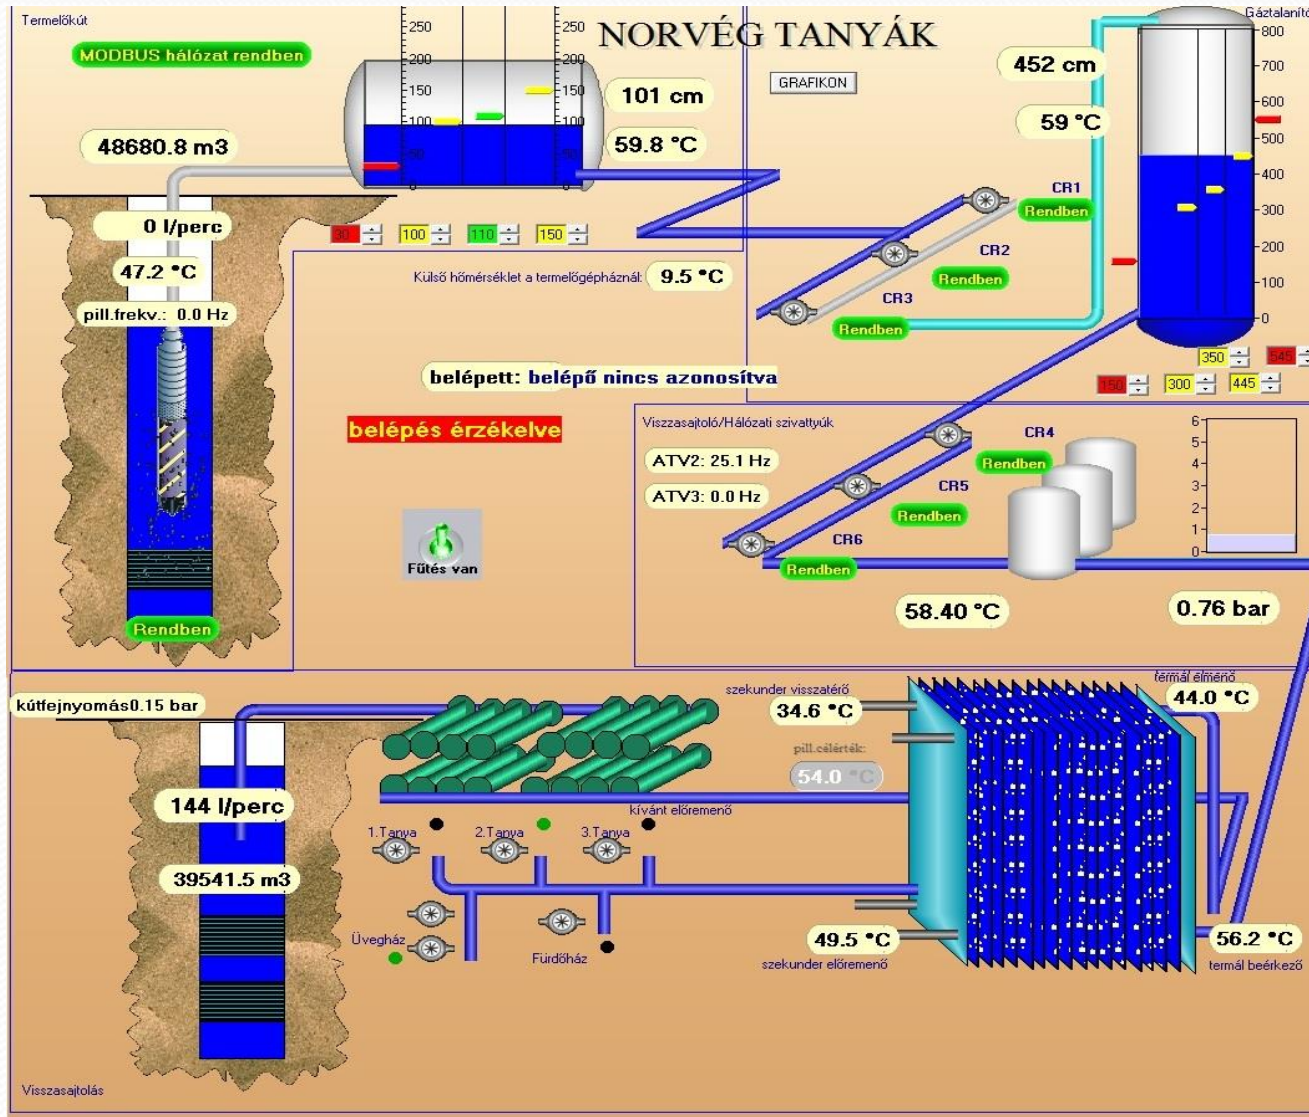 Termelőkút
NORVÉG TANYÁK
Gáztalanító
MODBUS hálózat rendben
GRAFIKON
250
200
150
100
50
0
250
200
150
100
50
0
101 cm
59.8 °C
452 cm
59 °C
800
700
600
500
400
300
200
100
0
48680.8 m3
0 l/perc
47.2 °C
pill.frekv.: 0.0 Hz
30
100
110
150
Külső hőmérséklet a termelőgépháznál:
9.5 °C
CR1
Rendben
CR2
Rendben
CR3
Rendben
350
545
150
300
445
belépett: belépő nincs azonosítva
belépés érzékelve
Fűtés van
Rendben
Viszzasajtoló/Hálózati szivattyúk
ATV2: 25.1 Hz
ATV3: 0.0 Hz
CR4
Rendben
CR5
Rendben
CR6
Rendben
6
5
4
3
2
1
0
58.40 °C
0.76 bar
kútfejnyomás0.15 bar
szekunder visszatérő
34.6 °C
termál elmenő
44.0 °C
pill.célérték:
54.0 °C
kívánt előremenő
144 l/perc
39541.5 m3
1.Tanya
2.Tanya
3.Tanya
Üvegház
Fürdőház
49.5 °C
szekunder előremenő
56.2 °C
termál beérkező
Visszasajtolás